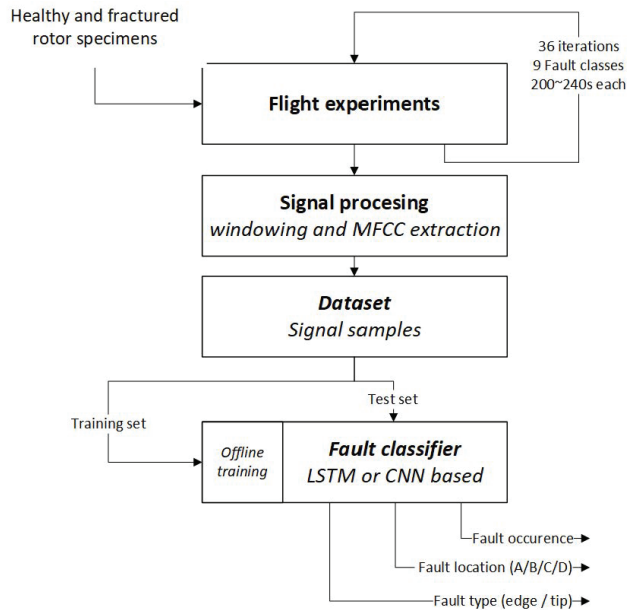 Healthy and fractured
rotor specimens
36 iterations
9 Fault classes
200~240s each
Flight experiments
Signal procesing
windowing and MFCC extraction
Dataset
Signal samples
Training set
Test set
Offline
training
Fault classifier
LSTM or CNN based
Fault occurence
Fault location (A/B/C/D)
Fault type (edge / tip)